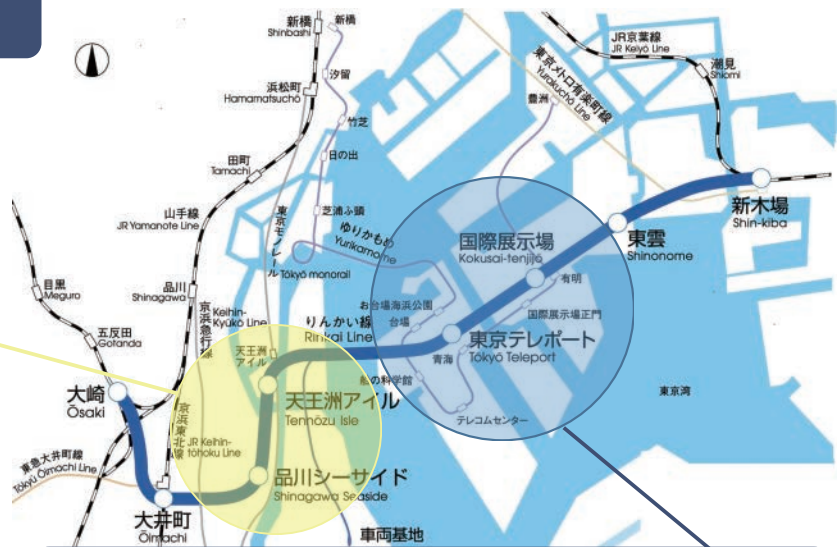 新橋
Shinbashi
新橋
汐留
浜松町
Hamamatsuchō
竹芝
日の出
田町
Tamachi
芝浦ふ頭
山手線
JR Yamanote Line
東京モノレール
Tōkyō monorail
ゆりかもめ
Yurikamome
JR京葉線
JR Keiyō Line
潮見
Shiomi
東京メトロ有楽町線
Yurakuchō Line
豊洲
新木場
Shin-kiba
東雲
Shinonome
国際展示場
Kokusai-tenjijō
有明
国際展示場正門
お台場海浜公園
台場
東京テレポート
Tōkyō Teleport
青海
船の科学館
テレコムセンター
東京湾
目黒
Meguro
品川
Shinagawa
五反田
Gotanda
京浜急行線
Keihin-
Kyūkō Line
りんかい線
Rinkai Line
天王洲
アイル
天王洲アイル
Tennōzu Isle
大崎
Ōsaki
京浜東北線
JR Keihin-
tōhoku Line
品川シーサイド
Shinagawa Seaside
東急大井町線
Tōkyū Ōimachi Line
大井町
Ōimachi
車両基地